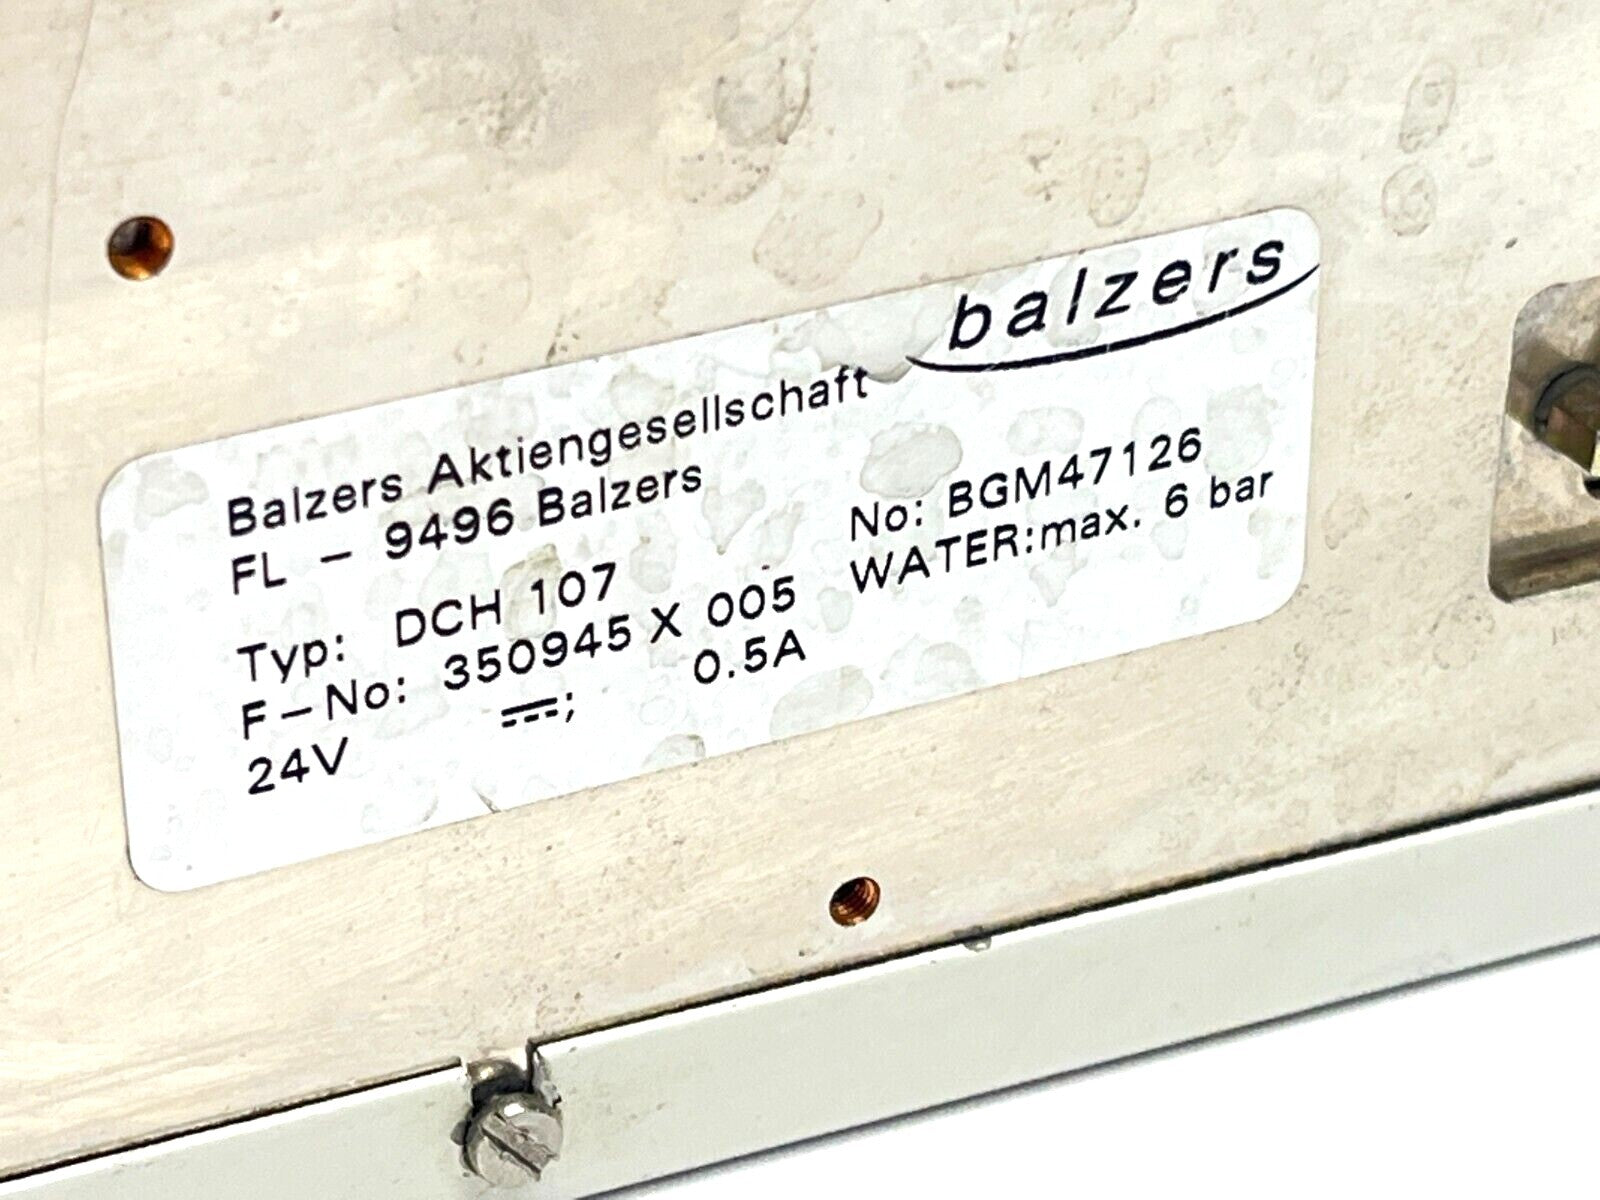 balzers
Balzers Aktiengesellschaft
FL – 9496 Balzers
Typ: DCH 107 No: BGM47126
F–No: 350945 X 005 WATER:max. 6 bar
24V ⎓; 0.5A